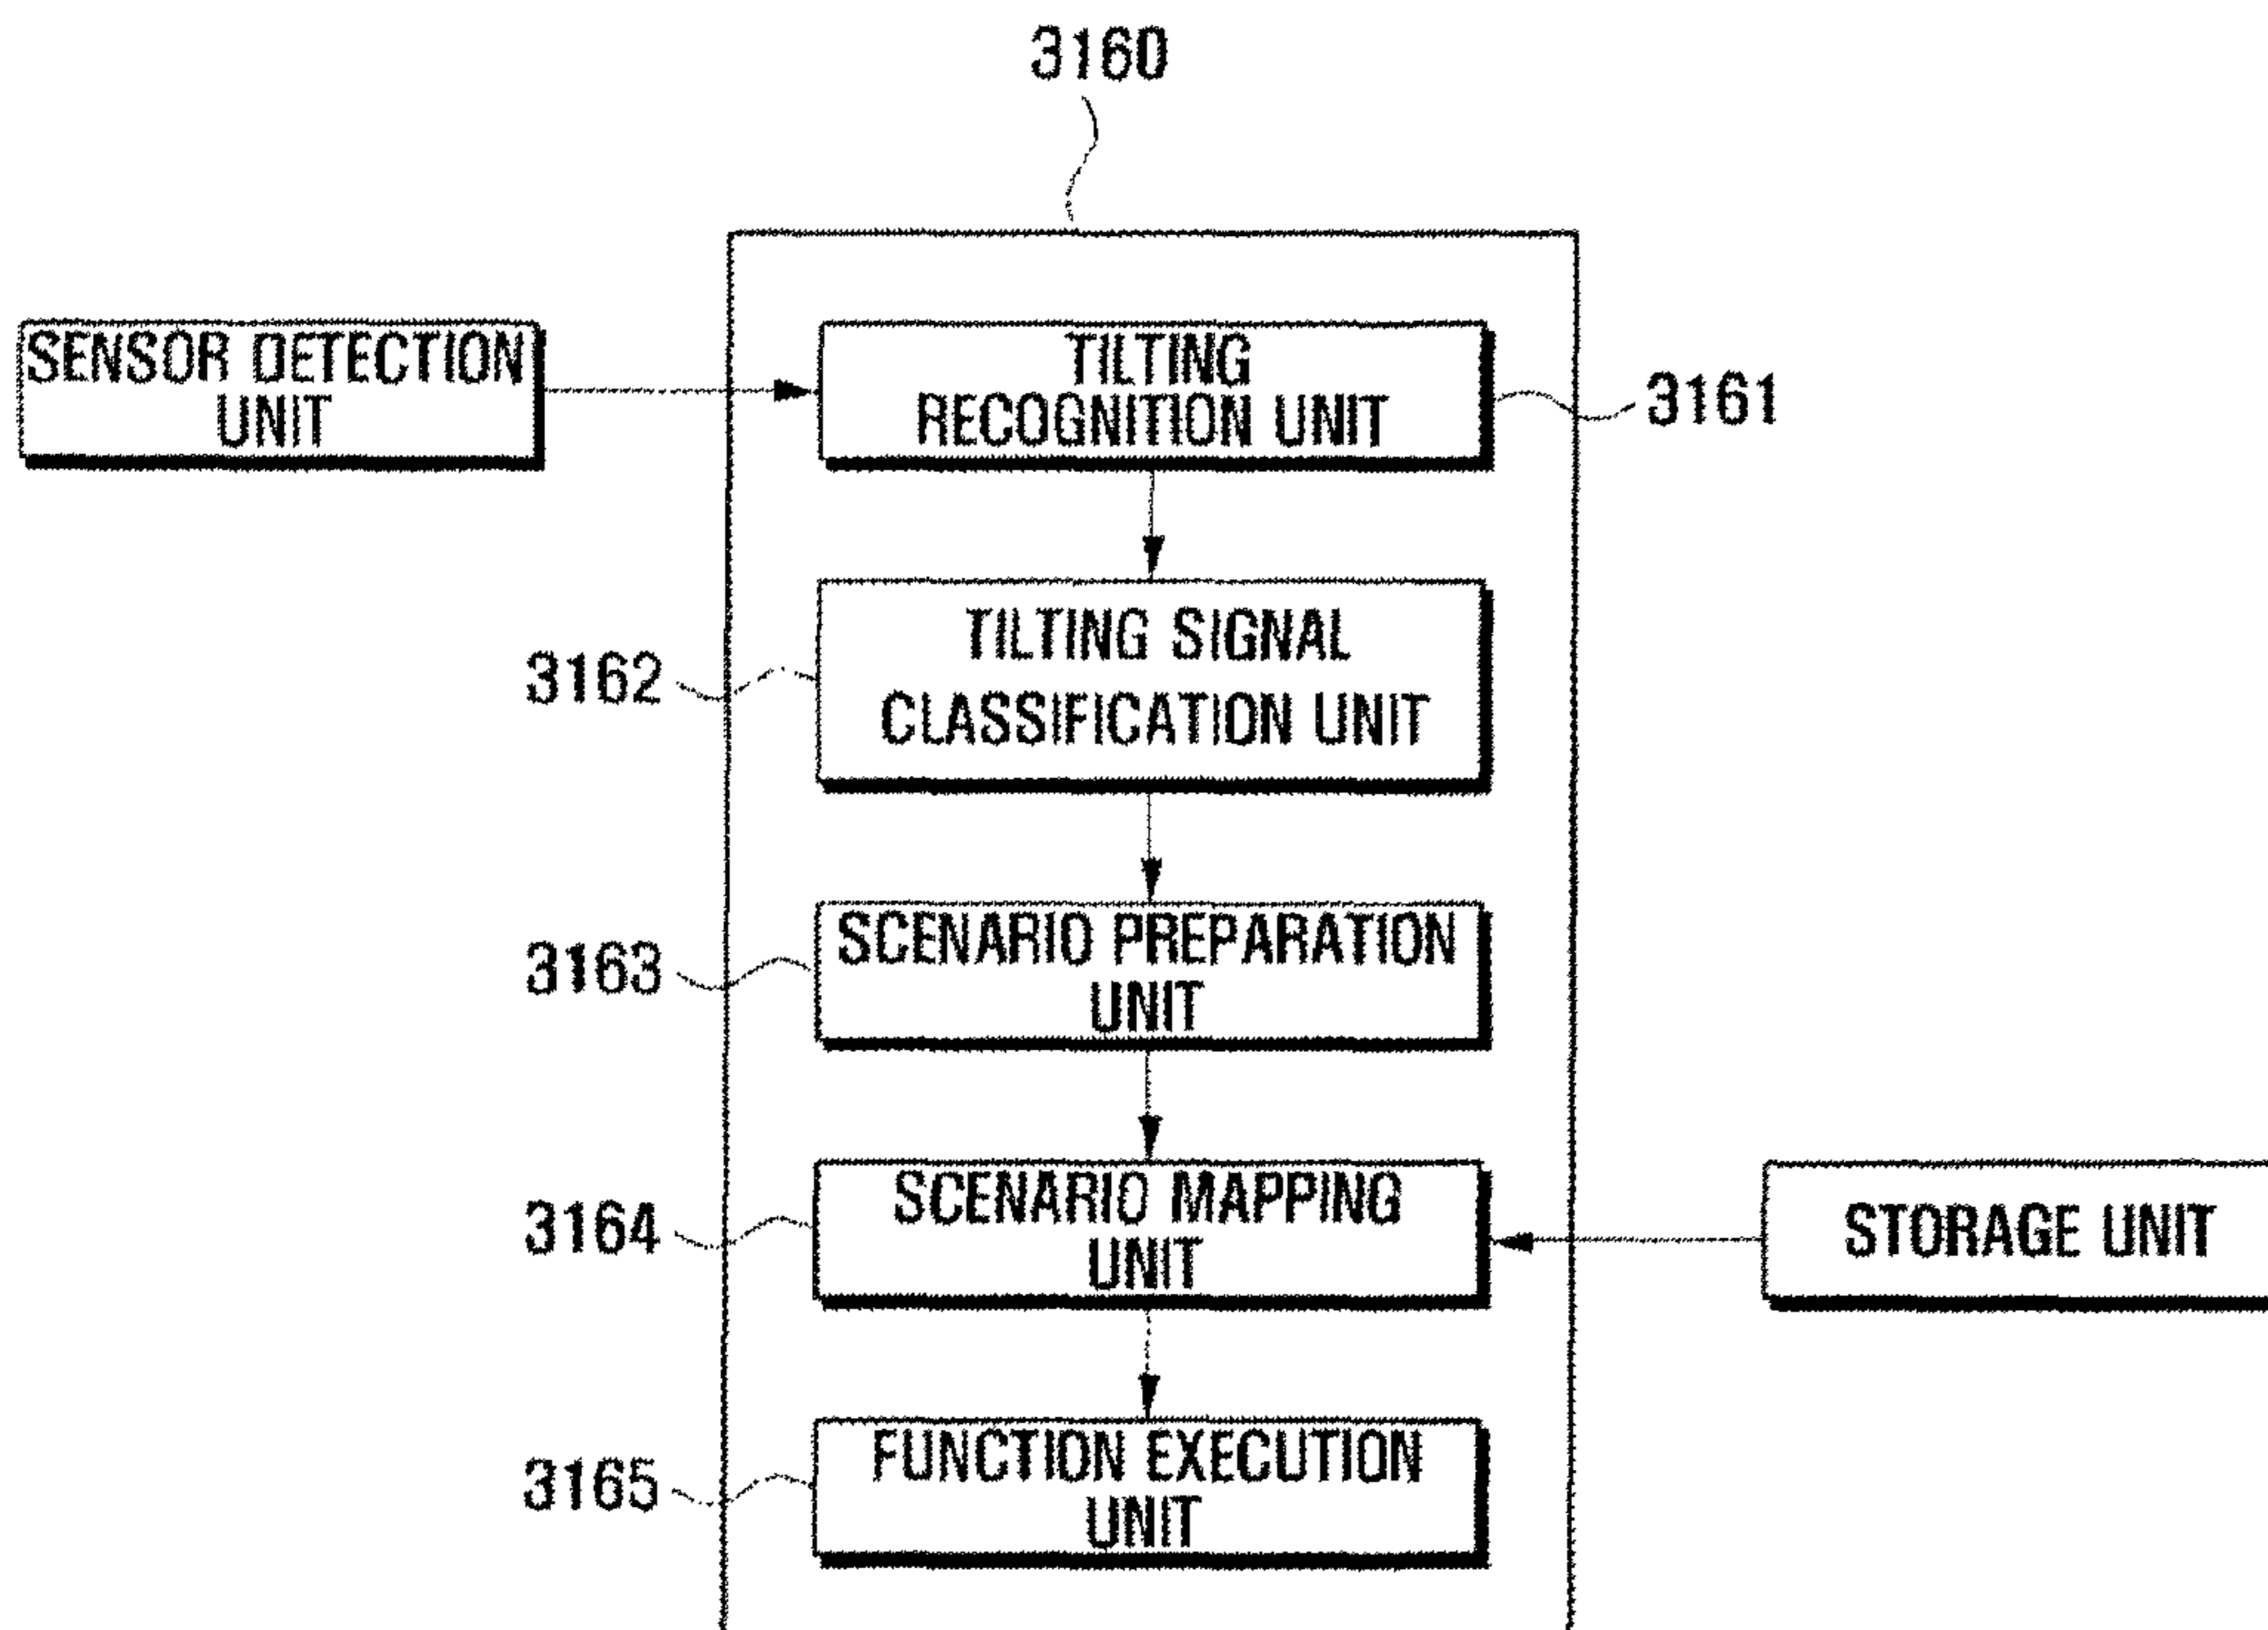 3160
SENSOR DETECTION
UNIT
TILTING
RECOGNITION UNIT
3161
3162
TILTING SIGNAL
CLASSIFICATION UNIT
3163
SCENARIO PREPARATION
UNIT
3164
SCENARIO MAPPING
UNIT
STORAGE UNIT
3165
FUNCTION EXECUTION
UNIT